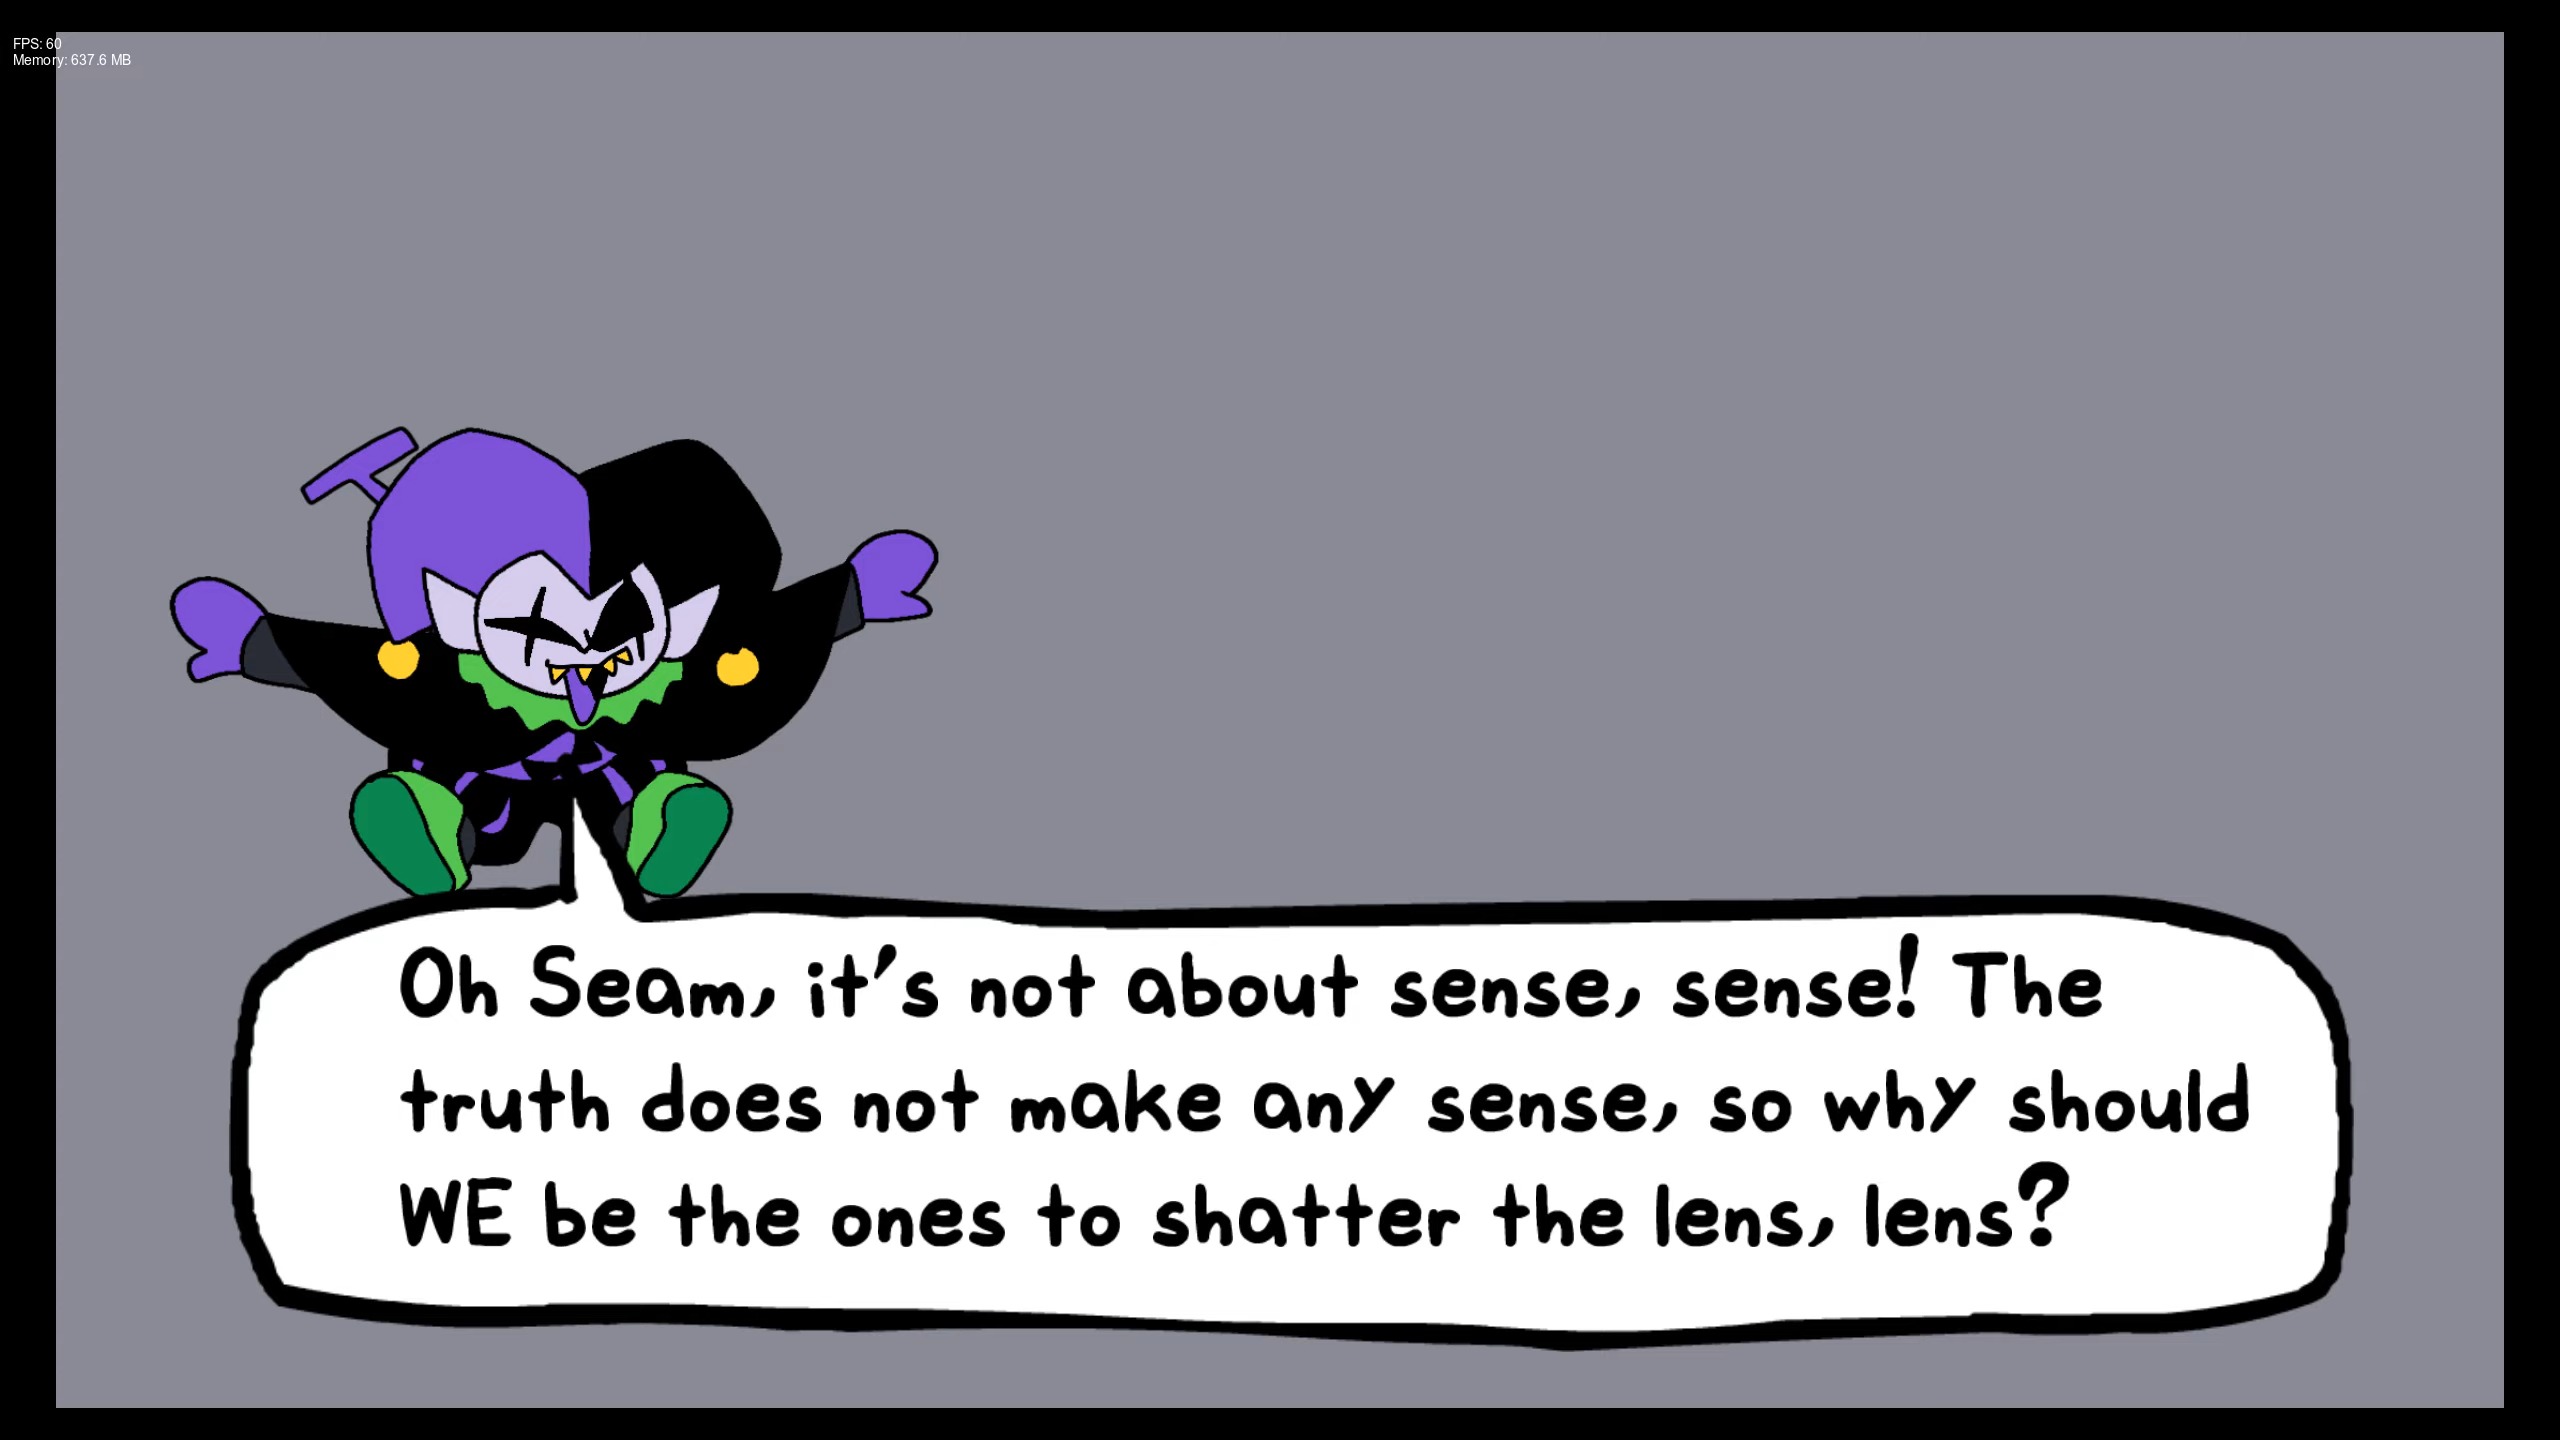 FPS: 60
Memory: 637.6 MB
Oh Seam, it's not about sense, sense! The
truth does not make any sense, so why should
WE be the ones to shatter the lens, lens?